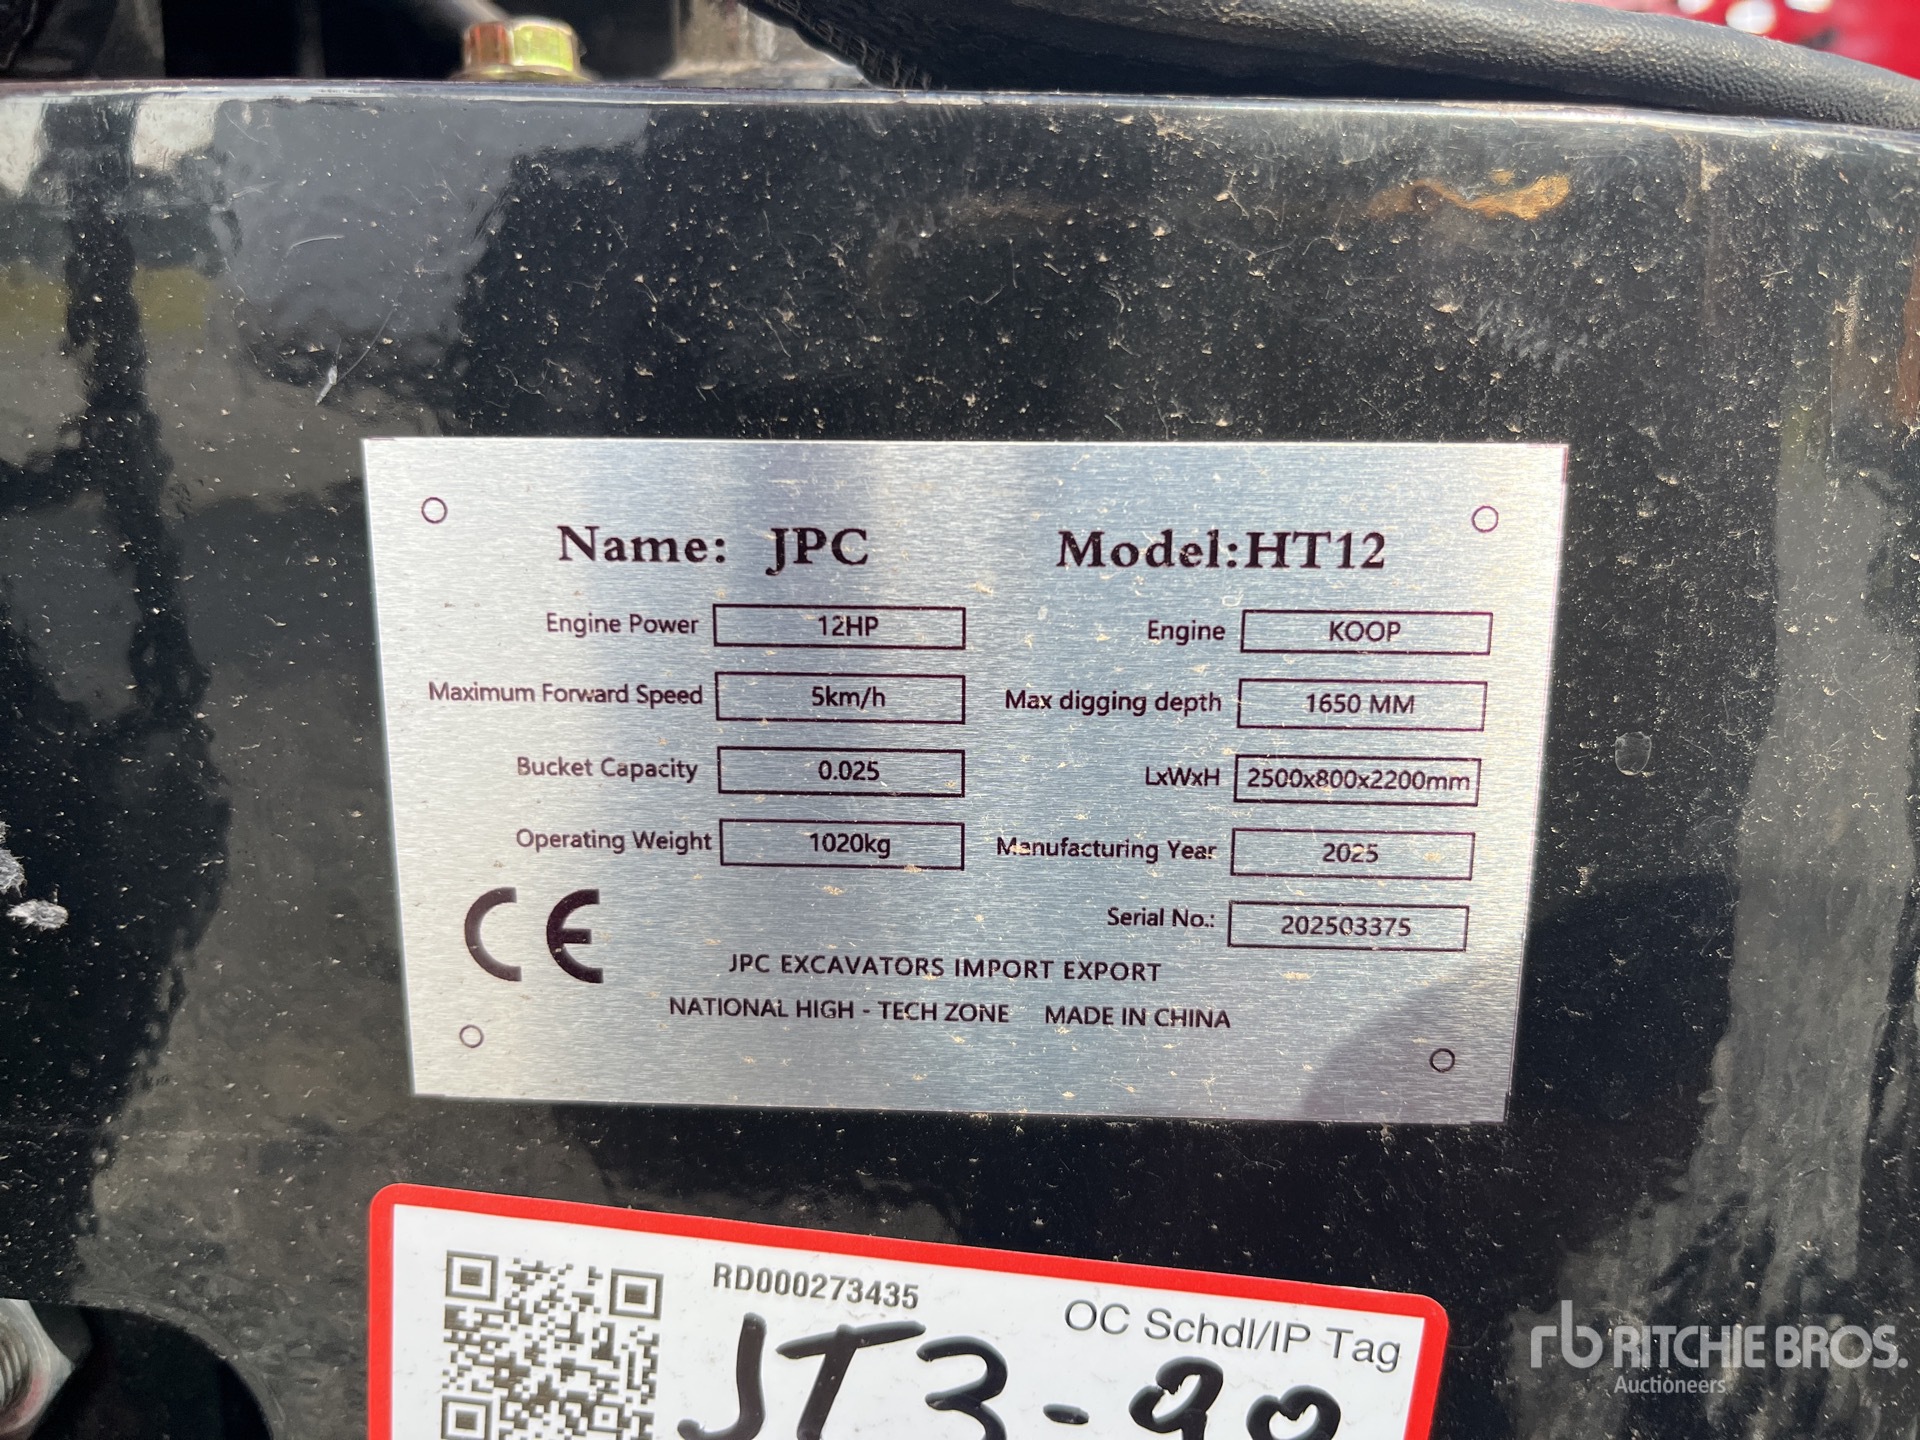 Name: JPC Model:HT12
Engine Power 12HP Engine KOOP
Maximum Forward Speed 5km/h Max digging depth 1650 MM
Bucket Capacity 0.025 LxWxH 2500x800x2200mm
Operating Weight 1020kg Manufacturing Year 2025
Serial No.: 202503375
CE
JPC EXCAVATORS IMPORT EXPORT
NATIONAL HIGH - TECH ZONE MADE IN CHINA
RD000273435
OC Schdl/IP Tag
JT3-90
rb RITCHIE BROS.
Auctioneers